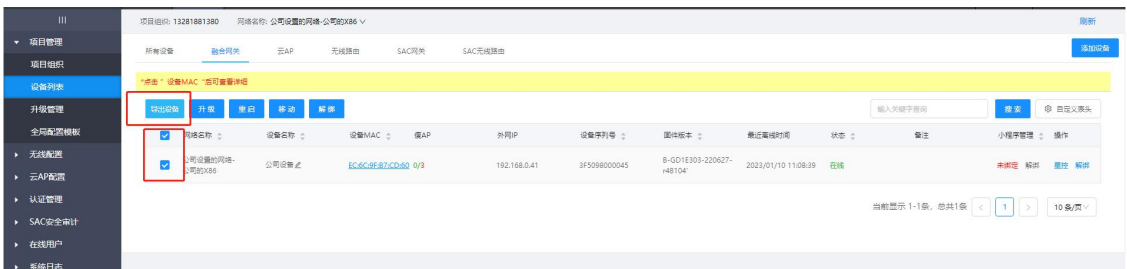 项目组织: 13281881380 网络名称: 公司设置的网络-公司的X86 刷新
项目管理
项目组织
设备列表
升级管理
全局配置模板
无线配置
云AP配置
认证管理
SAC安全审计
在线用户
系统日志
所有设备 融合网关 云AP 无线路由 SAC网关 SAC无线路由 添加设备
*点击 " 设备MAC "后可查看详细
导出设备 升级 重启 移动 解绑 输入关键字查询 搜索 自定义表头
网络名称 设备名称 设备MAC 瘦AP 外网IP 设备序列号 固件版本 最近离线时间 状态 备注 小程序管理 操作
公司设置的网络-
公司的X86
公司设备 EC:6C:9F:B7:CD:60 0/3 192.168.0.41 3F5098000045
B-GD1E303-220627-
r48104'
2023/01/10 11:08:39 在线 未绑定 解绑 星控 解绑
当前显示 1-1条, 总共1条 < 1 > 10 条/页